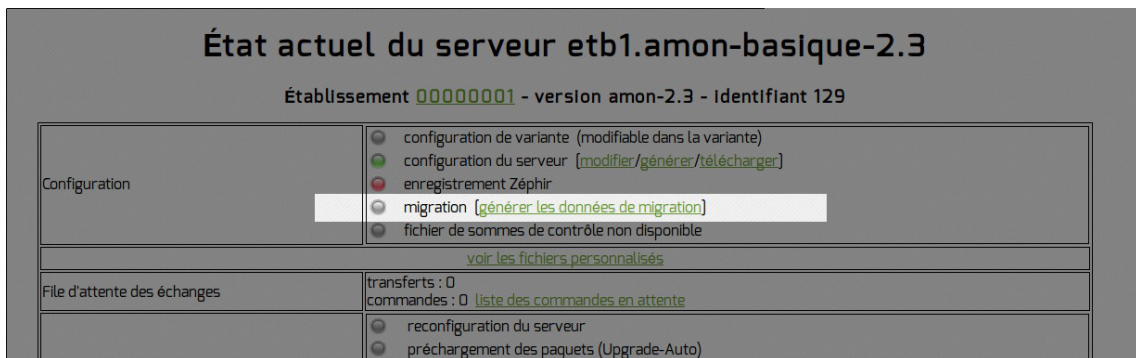 État actuel du serveur etb1.amon-basique-2.3
Établissement 00000001 - version amon-2.3 - identifiant 129
Configuration
configuration de variante (modifiable dans la variante)
configuration du serveur [modifier/générer/télécharger]
enregistrement Zéphir
migration [générer les données de migration]
fichier de sommes de contrôle non disponible
voir les fichiers personnalisés
File d'attente des échanges
transferts : 0
commandes : 0 liste des commandes en attente
reconfiguration du serveur
préchargement des paquets (Upgrade-Auto)